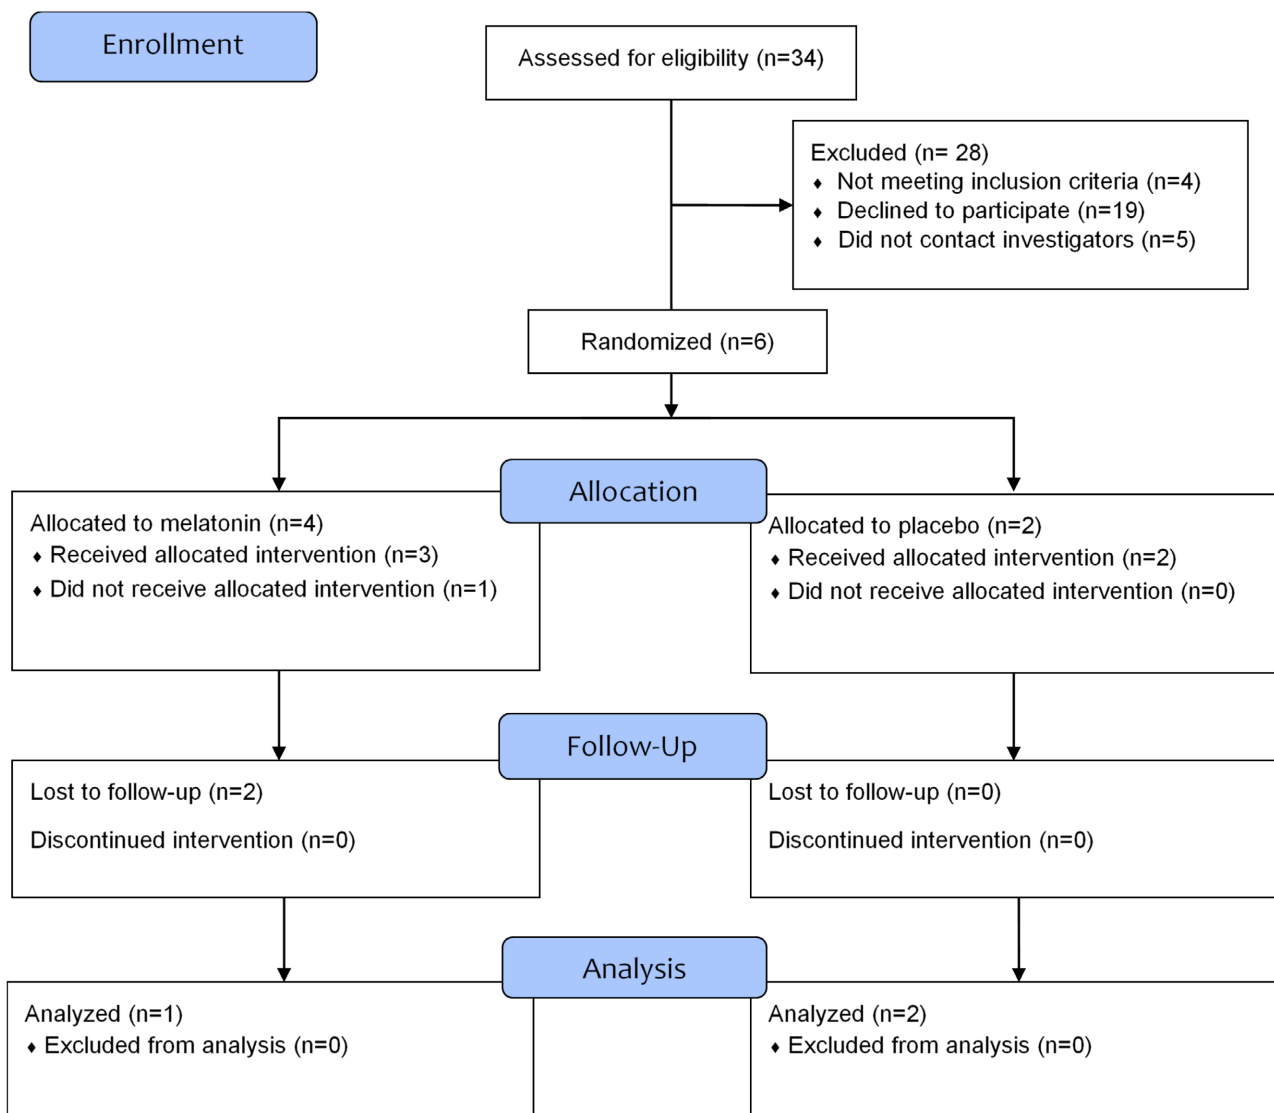 Enrollment
Assessed for eligibility (n=34)
Excluded (n= 28)
♦ Not meeting inclusion criteria (n=4)
♦ Declined to participate (n=19)
♦ Did not contact investigators (n=5)
Randomized (n=6)
Allocation
Allocated to melatonin (n=4)
♦ Received allocated intervention (n=3)
♦ Did not receive allocated intervention (n=1)
Allocated to placebo (n=2)
♦ Received allocated intervention (n=2)
♦ Did not receive allocated intervention (n=0)
Follow-Up
Lost to follow-up (n=2)
Discontinued intervention (n=0)
Lost to follow-up (n=0)
Discontinued intervention (n=0)
Analysis
Analyzed (n=1)
♦ Excluded from analysis (n=0)
Analyzed (n=2)
♦ Excluded from analysis (n=0)